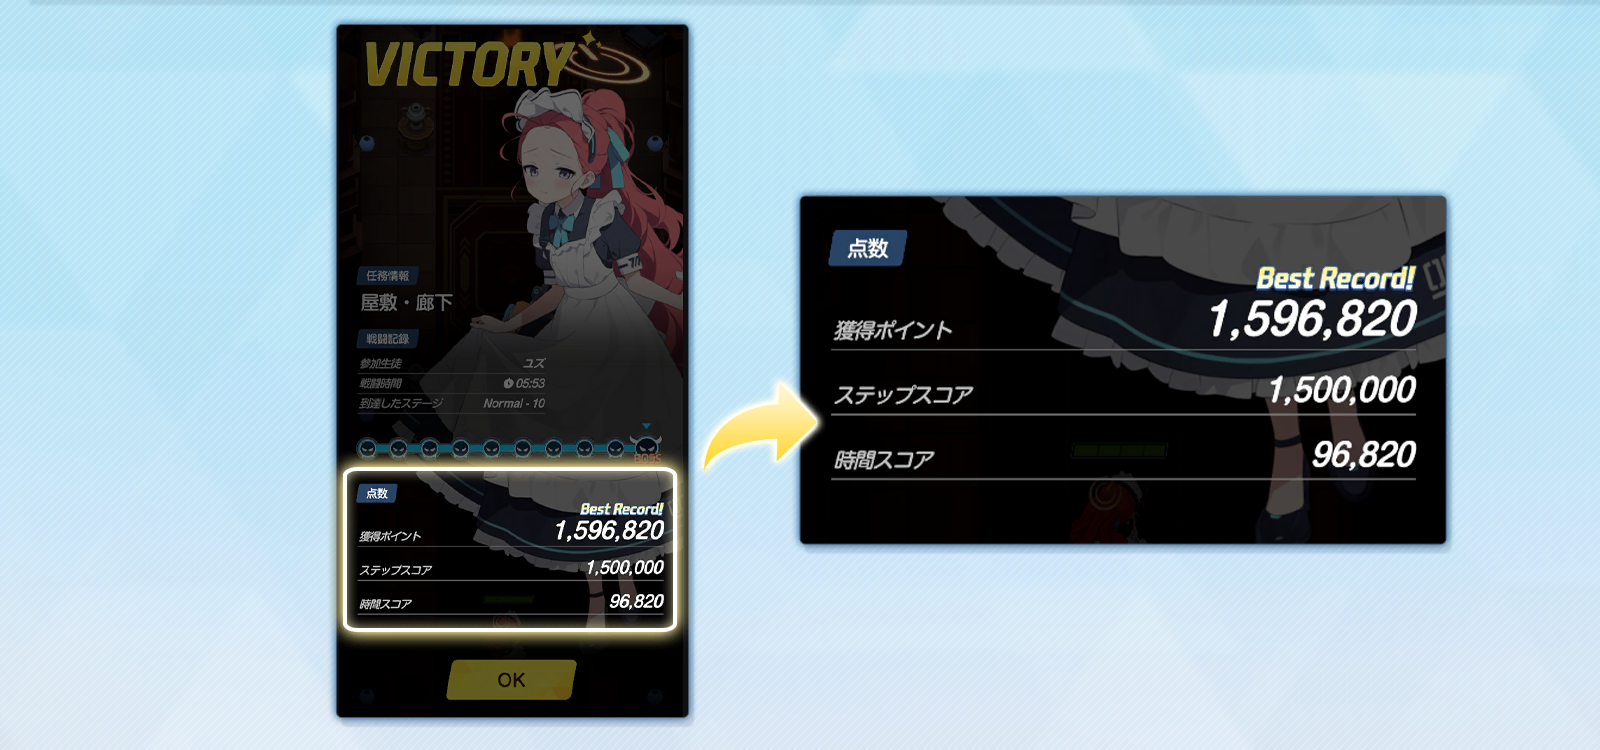 VICTORY
任務情報
屋敷・廊下
戦闘記録
参加生徒 ユズ
戦闘時間 05:53
到達したステージ Normal - 10
BOSS
点数
Best Record!
獲得ポイント 1,596,820
ステップスコア 1,500,000
時間スコア 96,820
OK
点数
Best Record!
獲得ポイント 1,596,820
ステップスコア 1,500,000
時間スコア 96,820